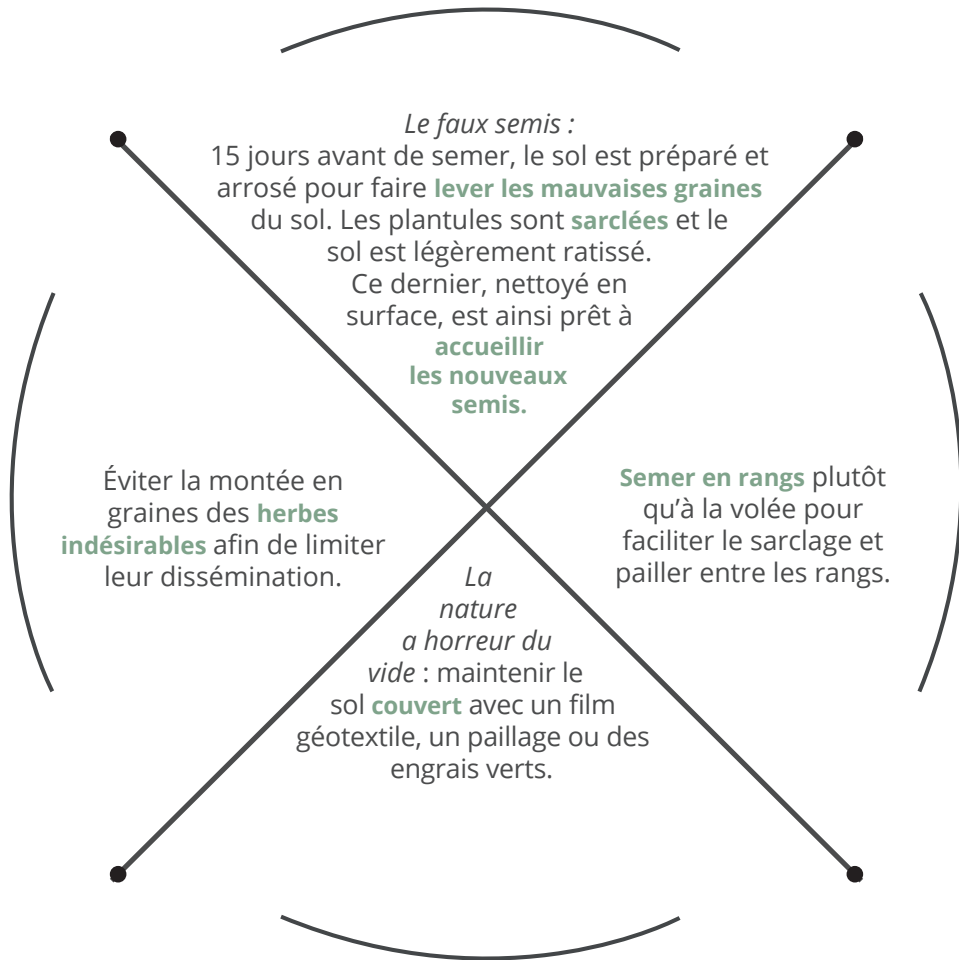 Le faux semis :
15 jours avant de semer, le sol est préparé et
arrosé pour faire lever les mauvaises graines
du sol. Les plantules sont sarclées et le
sol est légèrement ratissé.
Ce dernier, nettoyé en
surface, est ainsi prêt à
accueillir
les nouveaux
semis.
Éviter la montée en
graines des herbes
indésirables afin de limiter
leur dissémination.
Semer en rangs plutôt
qu’à la volée pour
faciliter le sarclage et
pailler entre les rangs.
La
nature
a horreur du
vide : maintenir le
sol couvert avec un film
géotextile, un paillage ou des
engrais verts.